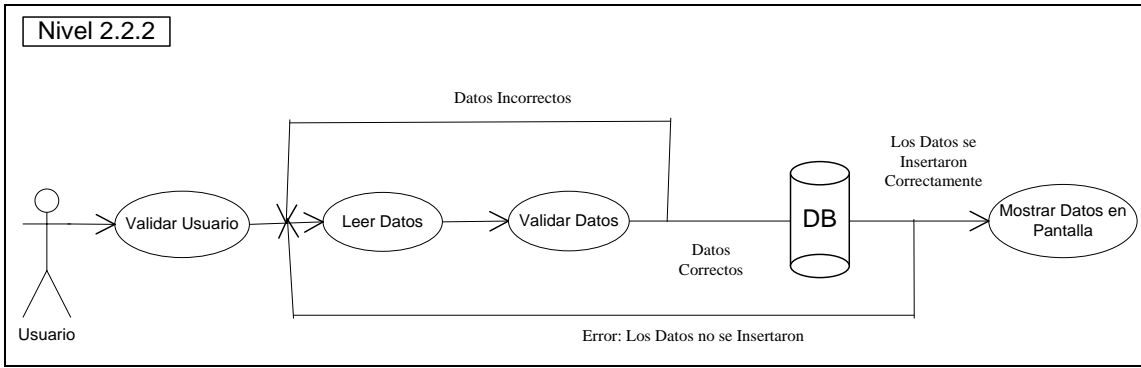 Nivel 2.2.2
Datos Incorrectos
Los Datos se
Insertaron
Correctamente
Validar Usuario
Leer Datos
Validar Datos
DB
Mostrar Datos en
Pantalla
Datos
Correctos
Usuario
Error: Los Datos no se Insertaron